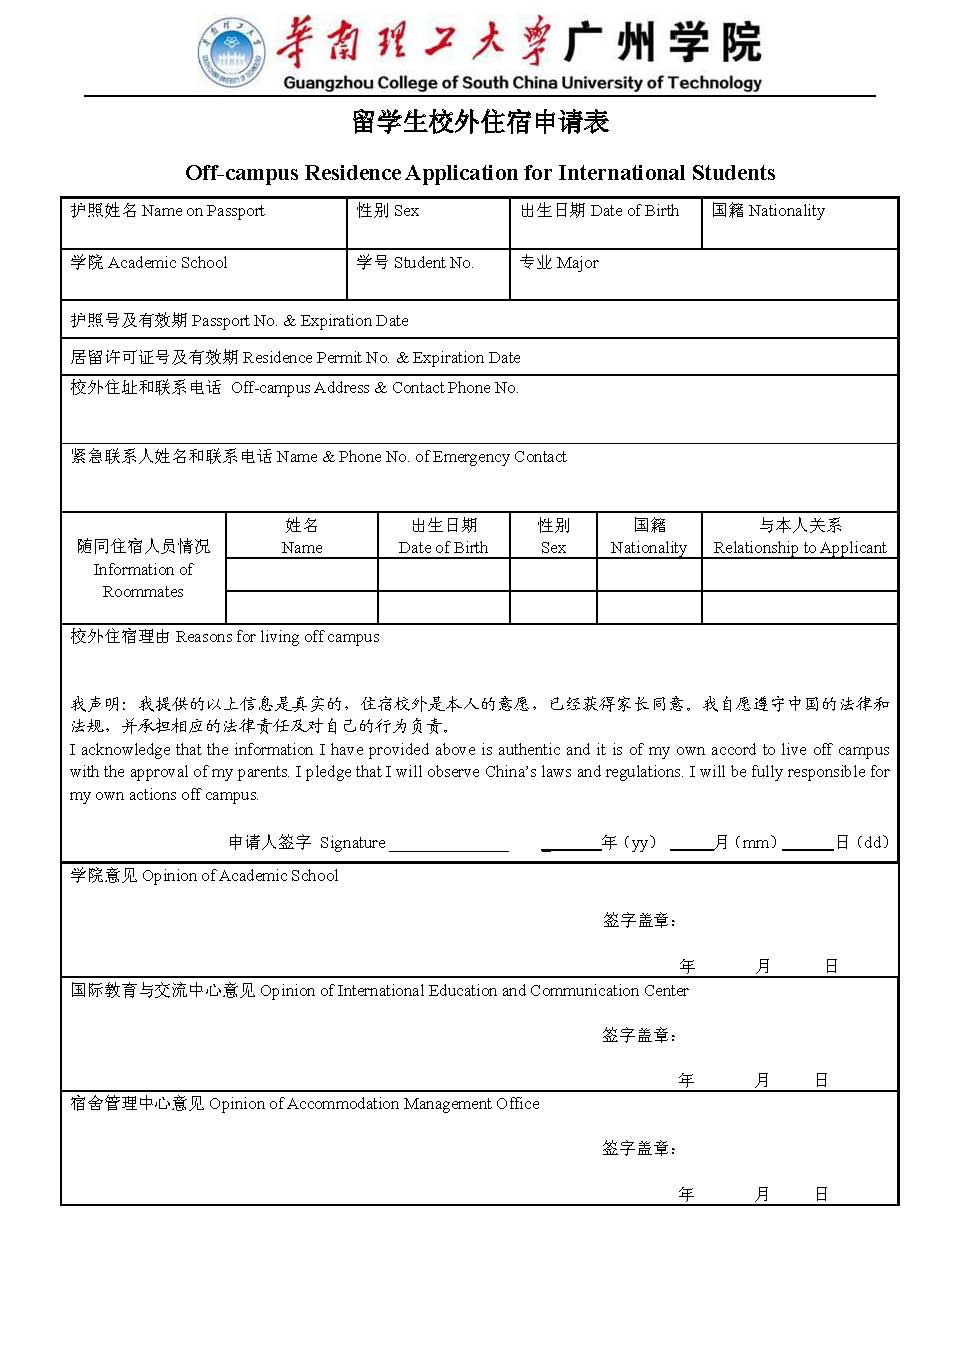 华南理工大学广州学院
Guangzhou College of South China University of Technology
留学生校外住宿申请表
Off-campus Residence Application for International Students
护照姓名 Name on Passport 性别 Sex 出生日期 Date of Birth 国籍 Nationality
学院 Academic School 学号 Student No. 专业 Major
护照号及有效期 Passport No. & Expiration Date
居留许可证号及有效期 Residence Permit No. & Expiration Date
校外住址和联系电话 Off-campus Address & Contact Phone No.
紧急联系人姓名和联系电话 Name & Phone No. of Emergency Contact
随同住宿人员情况
Information of
Roommates
姓名 出生日期 性别 国籍 与本人关系
Name Date of Birth Sex Nationality Relationship to Applicant
校外住宿理由 Reasons for living off campus
我声明：我提供的以上信息是真实的，住宿校外是本人的意愿，已经获得家长同意。我自愿遵守中国的法律和
法规，并承担相应的法律责任及对自己的行为负责。
I acknowledge that the information I have provided above is authentic and it is of my own accord to live off campus
with the approval of my parents. I pledge that I will observe China's laws and regulations. I will be fully responsible for
my own actions off campus.
申请人签字 Signature ______________ _______年（yy） _____月（mm）______日（dd）
学院意见 Opinion of Academic School
签字盖章：
年 月 日
国际教育与交流中心意见 Opinion of International Education and Communication Center
签字盖章：
年 月 日
宿舍管理中心意见 Opinion of Accommodation Management Office
签字盖章：
年 月 日